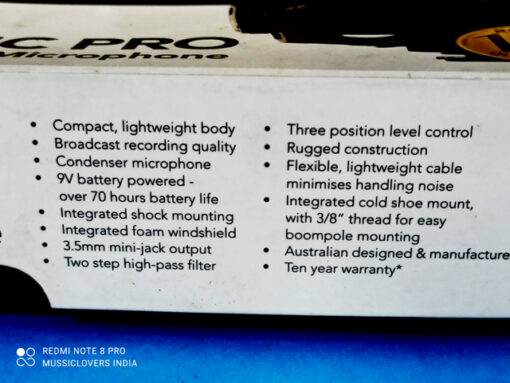 C PRO
Microphone
• Compact, lightweight body
• Broadcast recording quality
• Condenser microphone
• 9V battery powered -
over 70 hours battery life
• Integrated shock mounting
• Integrated foam windshield
• 3.5mm mini-jack output
• Two step high-pass filter
• Three position level control
• Rugged construction
• Flexible, lightweight cable
minimises handling noise
• Integrated cold shoe mount,
with 3/8" thread for easy
boompole mounting
• Australian designed & manufacture
• Ten year warranty*
REDMI NOTE 8 PRO
MUSSICLOVERS INDIA